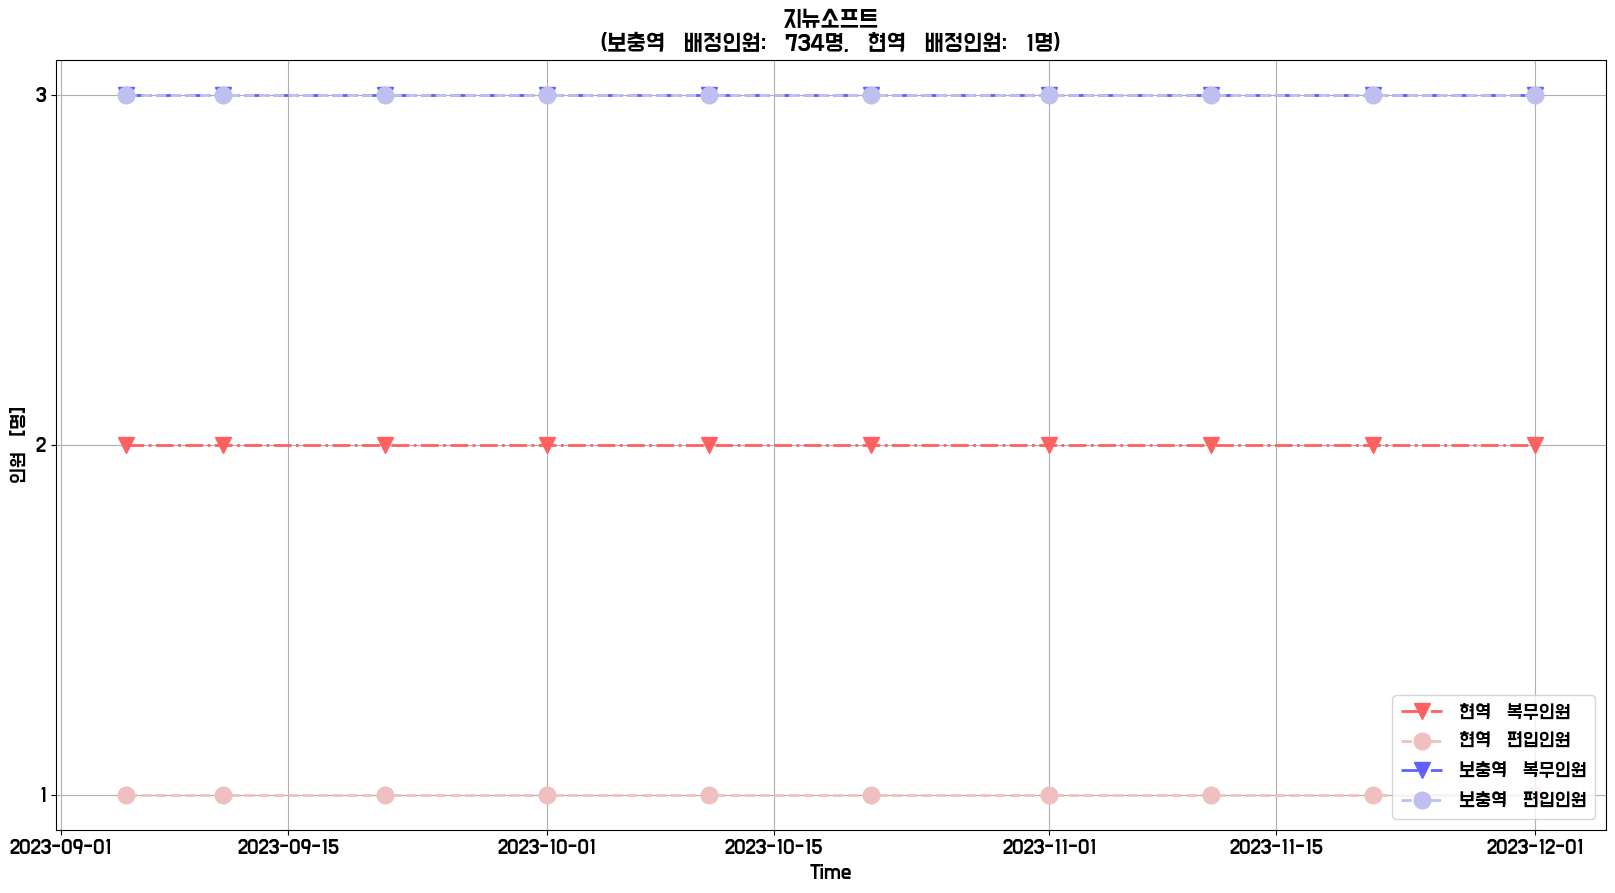 지뉴소프트
(보충역 배정인원: 734명, 현역 배정인원: 1명)
인원 [명]
3
2
1
2023-09-01
2023-09-15
2023-10-01
2023-10-15
2023-11-01
2023-11-15
2023-12-01
Time
현역 복무인원
현역 편입인원
보충역 복무인원
보충역 편입인원